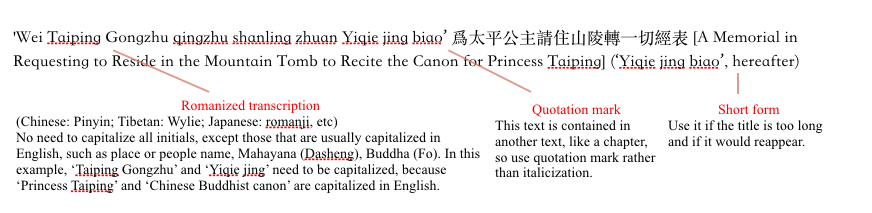 'Wei Taiping Gongzhu qingzhu shanling zhuan Yiqie jing biao' 爲太平公主請住山陵轉一切經表 [A Memorial in
Requesting to Reside in the Mountain Tomb to Recite the Canon for Princess Taiping] ('Yiqie jing biao', hereafter)
Romanized transcription
(Chinese: Pinyin; Tibetan: Wylie; Japanese: romanji, etc)
No need to capitalize all initials, except those that are usually capitalized in
English, such as place or people name, Mahayana (Dasheng), Buddha (Fo). In this
example, 'Taiping Gongzhu' and 'Yiqie jing' need to be capitalized, because
'Princess Taiping' and 'Chinese Buddhist canon' are capitalized in English.
Quotation mark
This text is contained in
another text, like a chapter,
so use quotation mark rather
than italicization.
Short form
Use it if the title is too long
and if it would reappear.